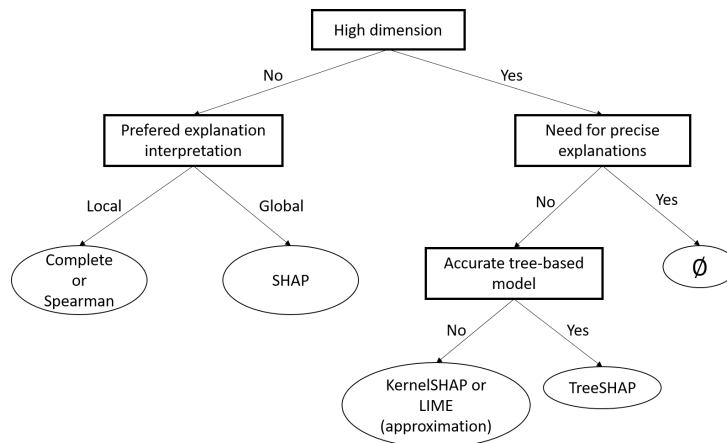 High dimension
No
Yes
Prefered explanation
interpretation
Need for precise
explanations
Local
Global
No
Yes
Complete
or
Spearman
SHAP
Accurate tree-based
model
Ø
No
Yes
KernelSHAP or
LIME
(approximation)
TreeSHAP